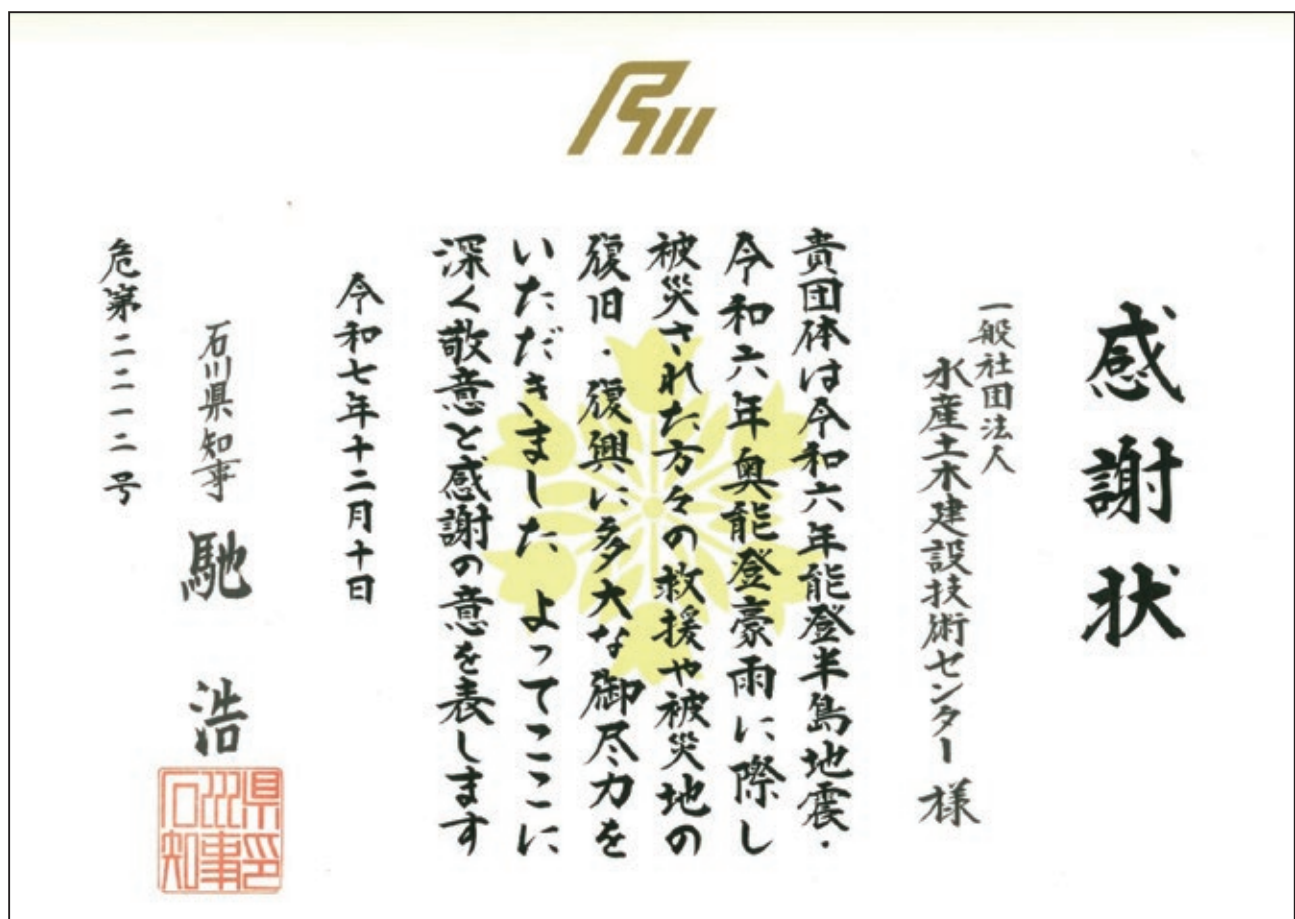 感謝状
一般社団法人
水産土木建設技術センター 様
貴団体は令和六年能登半島地震・
令和六年奥能登豪雨に際し
被災された方々の救援や被災地の
復旧・復興に多大な御尽力を
いただきました よってここに
深く敬意と感謝の意を表します
令和七年十二月十日
石川県知事 馳 浩
危第二二一二号
県印
川事
石知